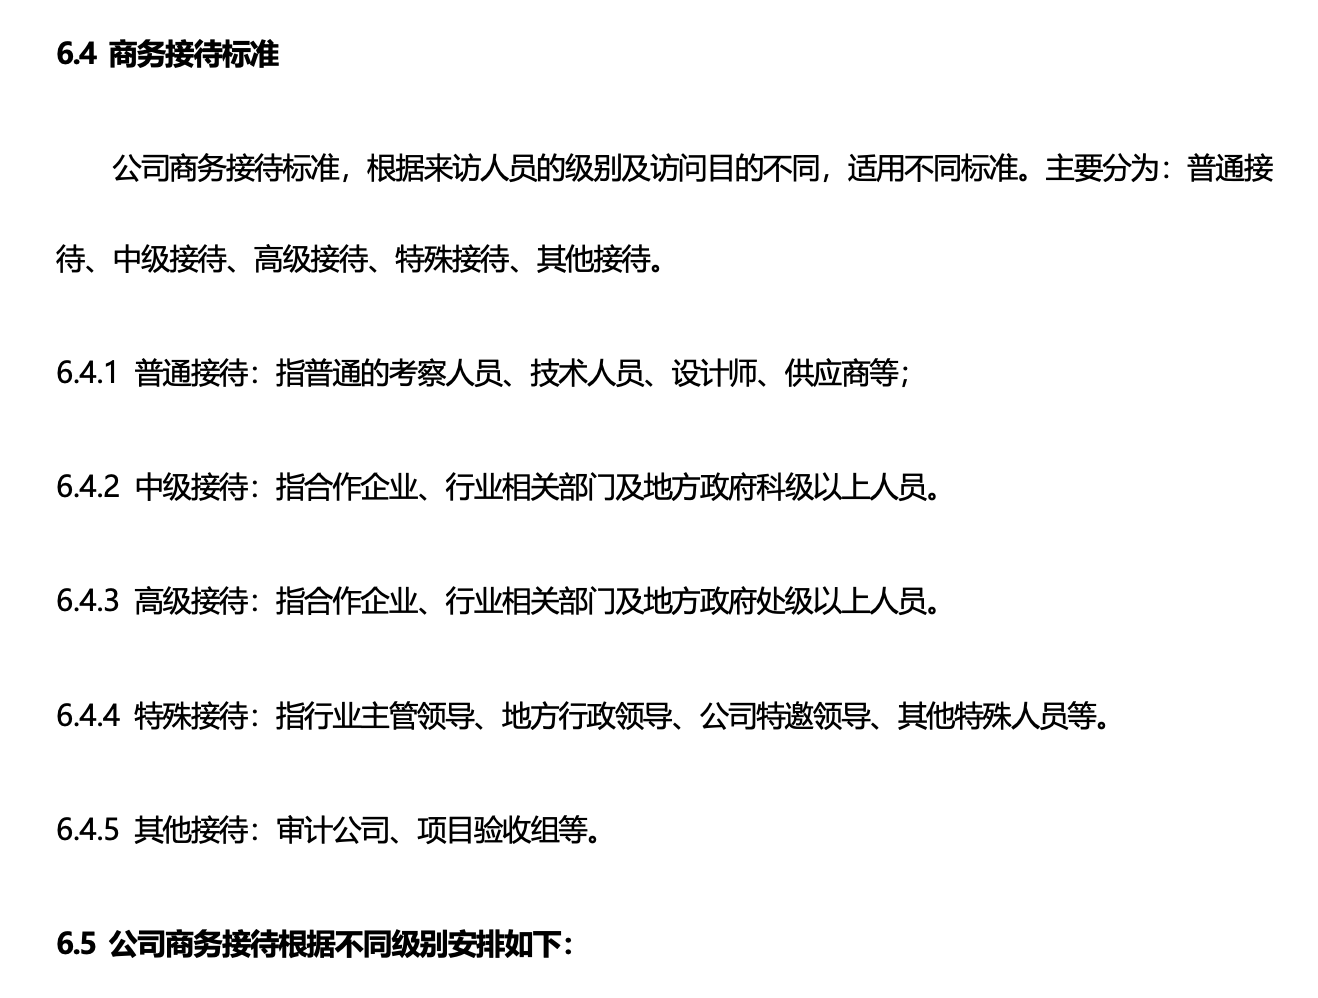 6.4 商务接待标准
公司商务接待标准，根据来访人员的级别及访问目的不同，适用不同标准。主要分为：普通接
待、中级接待、高级接待、特殊接待、其他接待。
6.4.1 普通接待：指普通的考察人员、技术人员、设计师、供应商等；
6.4.2 中级接待：指合作企业、行业相关部门及地方政府科级以上人员。
6.4.3 高级接待：指合作企业、行业相关部门及地方政府处级以上人员。
6.4.4 特殊接待：指行业主管领导、地方行政领导、公司特邀领导、其他特殊人员等。
6.4.5 其他接待：审计公司、项目验收组等。
6.5 公司商务接待根据不同级别安排如下：